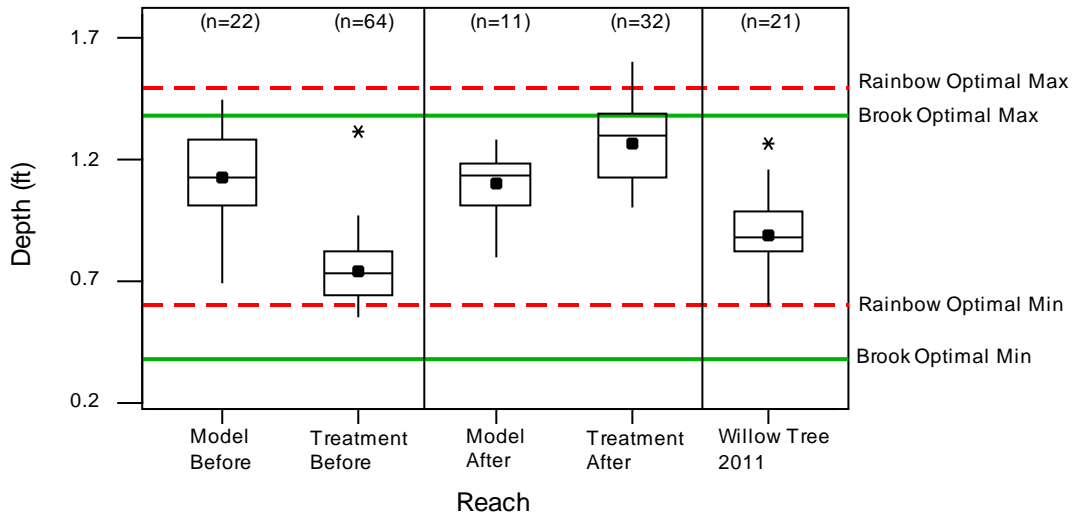 (n=22)
(n=64)
(n=11)
(n=32)
(n=21)
1.7
1.2
0.7
0.2
Depth (ft)
Rainbow Optimal Max
Brook Optimal Max
Rainbow Optimal Min
Brook Optimal Min
Model
Before
Treatment
Before
Model
After
Treatment
After
Willow Tree
2011
Reach